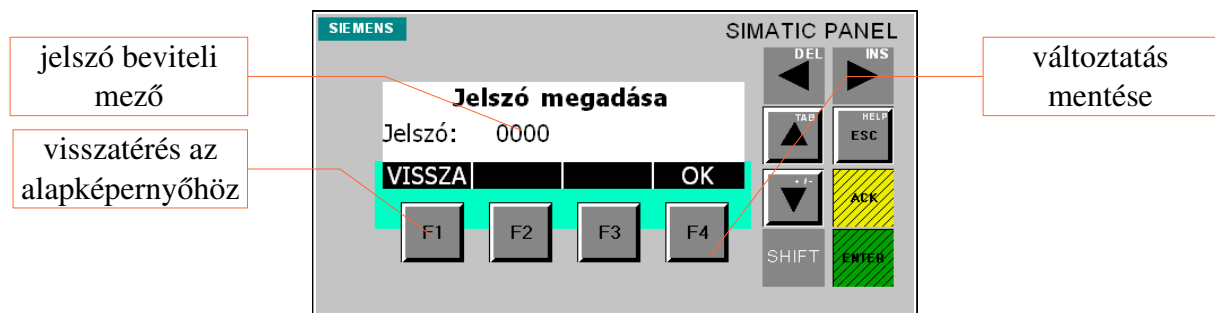 SIEMENS
SIMATIC PANEL
jelszó beviteli
mező
visszatérés az
alapképernyőhöz
Jelszó megadása
Jelszó: 0000
VISSZA OK
F1 F2 F3 F4
DEL INS
TAB HELP
ESC
+ / -
ACK
SHIFT ENTER
változtatás
mentése